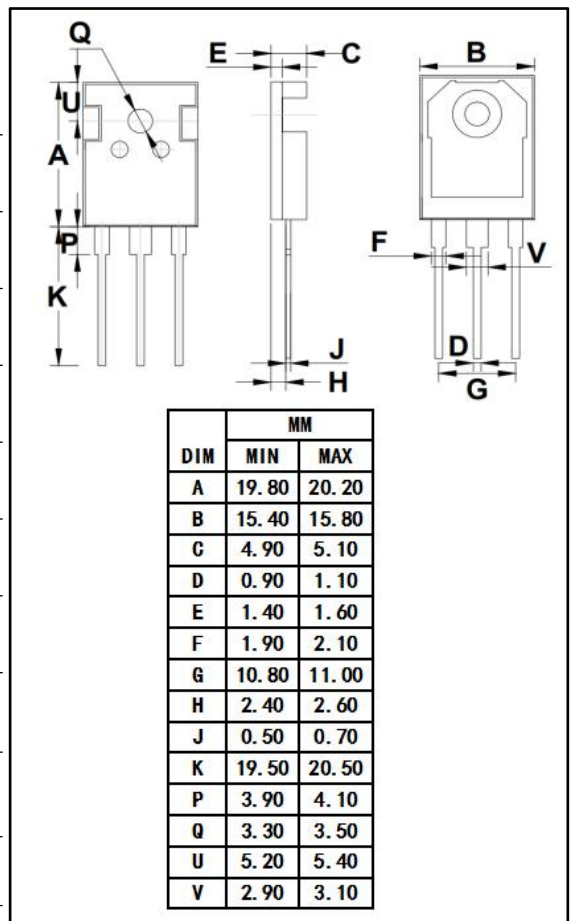 Q
E C
B
U
A
P
K
F V
J
H
D
G
MM
DIM MIN MAX
A 19.80 20.20
B 15.40 15.80
C 4.90 5.10
D 0.90 1.10
E 1.40 1.60
F 1.90 2.10
G 10.80 11.00
H 2.40 2.60
J 0.50 0.70
K 19.50 20.50
P 3.90 4.10
Q 3.30 3.50
U 5.20 5.40
V 2.90 3.10